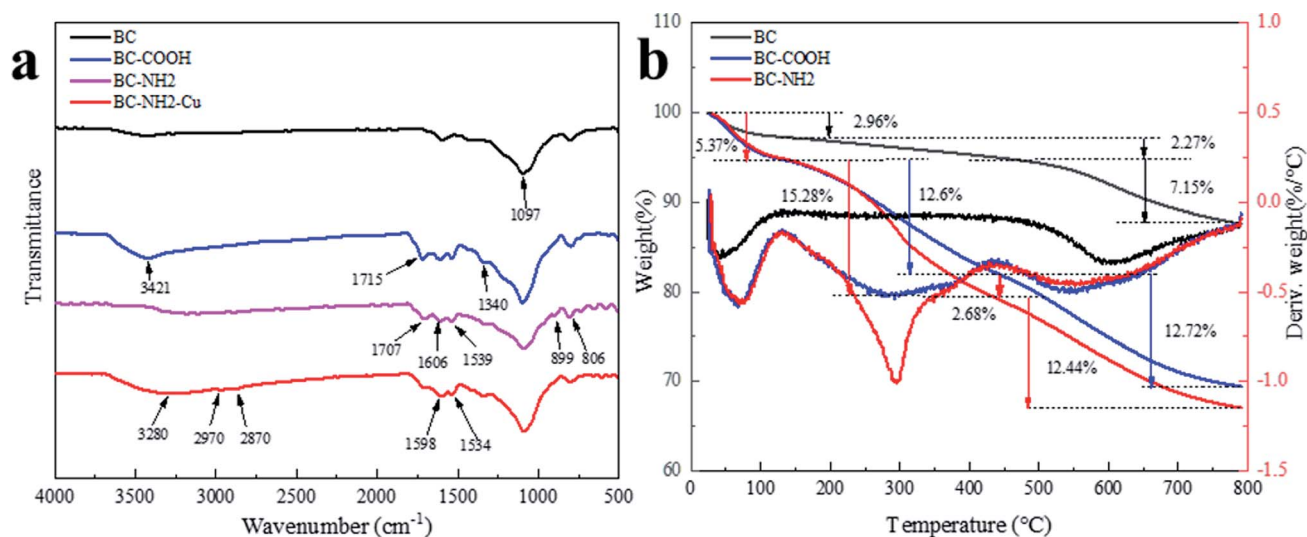 a
BC
BC-COOH
BC-NH2
BC-NH2-Cu
1097
3421
1715
1340
1707
1606
1539
899
806
3280
2970
2870
1598
1534
Transmittance
4000 3500 3000 2500 2000 1500 1000 500
Wavenumber (cm-1)
b
BC
BC-COOH
BC-NH2
110
100
90
80
70
60
Weight(%)
2.96%
5.37%
2.27%
15.28%
12.6%
7.15%
2.68%
12.72%
12.44%
1.0
0.5
0.0
-0.5
-1.0
-1.5
Deriv. weight(%/°C)
0 100 200 300 400 500 600 700 800
Temperature (°C)